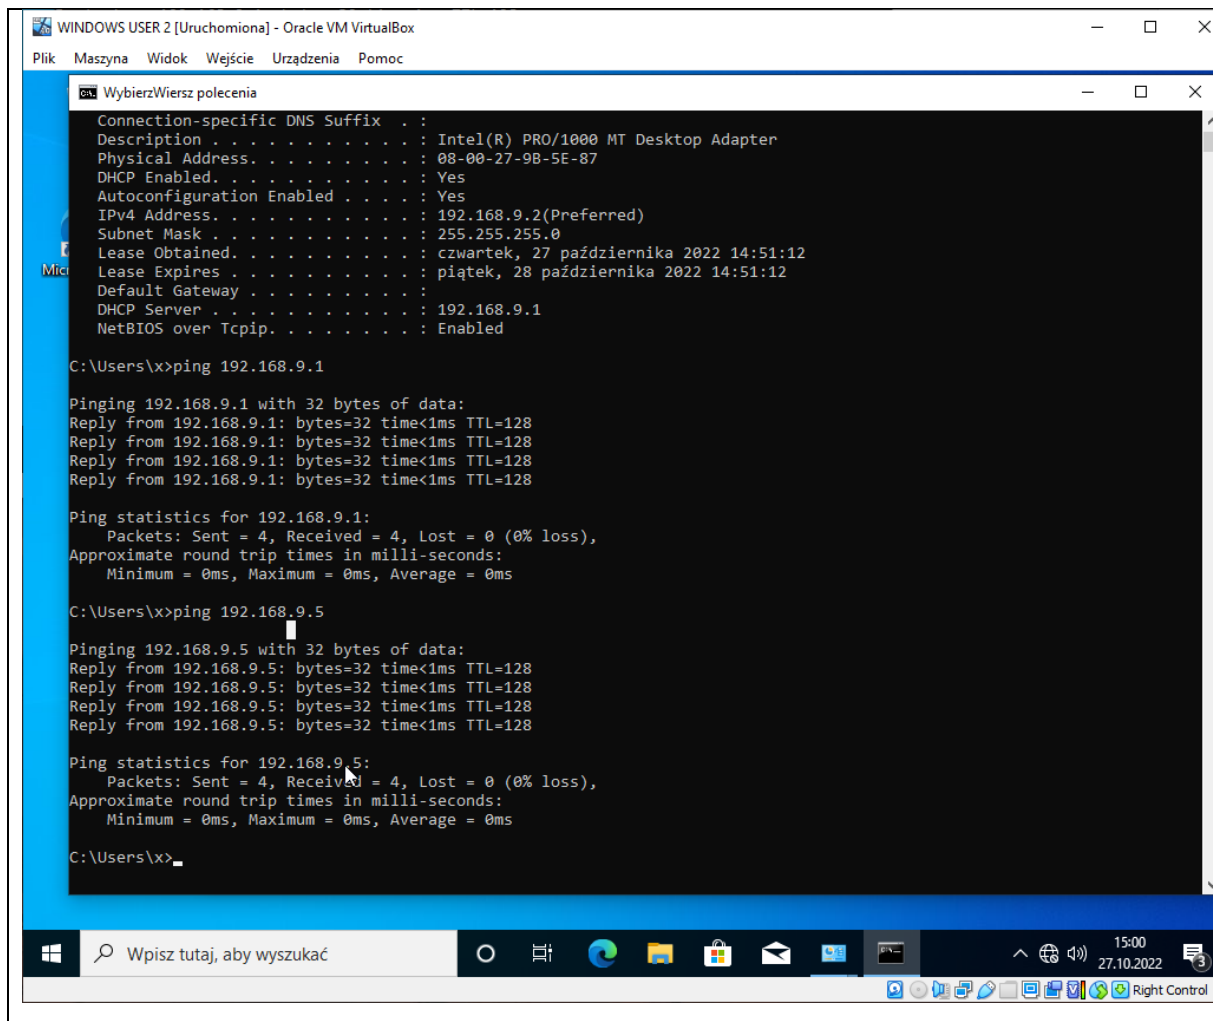 WINDOWS USER 2 [Uruchomiona] - Oracle VM VirtualBox
Plik Maszyna Widok Wejście Urządzenia Pomoc
WybierzWiersz polecenia
Connection-specific DNS Suffix . :
Description . . . . . . . . . . . : Intel(R) PRO/1000 MT Desktop Adapter
Physical Address. . . . . . . . . : 08-00-27-9B-5E-87
DHCP Enabled. . . . . . . . . . . : Yes
Autoconfiguration Enabled . . . . : Yes
IPv4 Address. . . . . . . . . . . : 192.168.9.2(Preferred)
Subnet Mask . . . . . . . . . . . : 255.255.255.0
Lease Obtained. . . . . . . . . . : czwartek, 27 października 2022 14:51:12
Lease Expires . . . . . . . . . . : piątek, 28 października 2022 14:51:12
Default Gateway . . . . . . . . . :
DHCP Server . . . . . . . . . . . : 192.168.9.1
NetBIOS over Tcpip. . . . . . . . : Enabled
Micr
C:\Users\x>ping 192.168.9.1
Pinging 192.168.9.1 with 32 bytes of data:
Reply from 192.168.9.1: bytes=32 time<1ms TTL=128
Reply from 192.168.9.1: bytes=32 time<1ms TTL=128
Reply from 192.168.9.1: bytes=32 time<1ms TTL=128
Reply from 192.168.9.1: bytes=32 time<1ms TTL=128
Ping statistics for 192.168.9.1:
Packets: Sent = 4, Received = 4, Lost = 0 (0% loss),
Approximate round trip times in milli-seconds:
Minimum = 0ms, Maximum = 0ms, Average = 0ms
C:\Users\x>ping 192.168.9.5
Pinging 192.168.9.5 with 32 bytes of data:
Reply from 192.168.9.5: bytes=32 time<1ms TTL=128
Reply from 192.168.9.5: bytes=32 time<1ms TTL=128
Reply from 192.168.9.5: bytes=32 time<1ms TTL=128
Reply from 192.168.9.5: bytes=32 time<1ms TTL=128
Ping statistics for 192.168.9.5:
Packets: Sent = 4, Received = 4, Lost = 0 (0% loss),
Approximate round trip times in milli-seconds:
Minimum = 0ms, Maximum = 0ms, Average = 0ms
C:\Users\x>
Wpisz tutaj, aby wyszukać
15:00
27.10.2022
3
Right Control